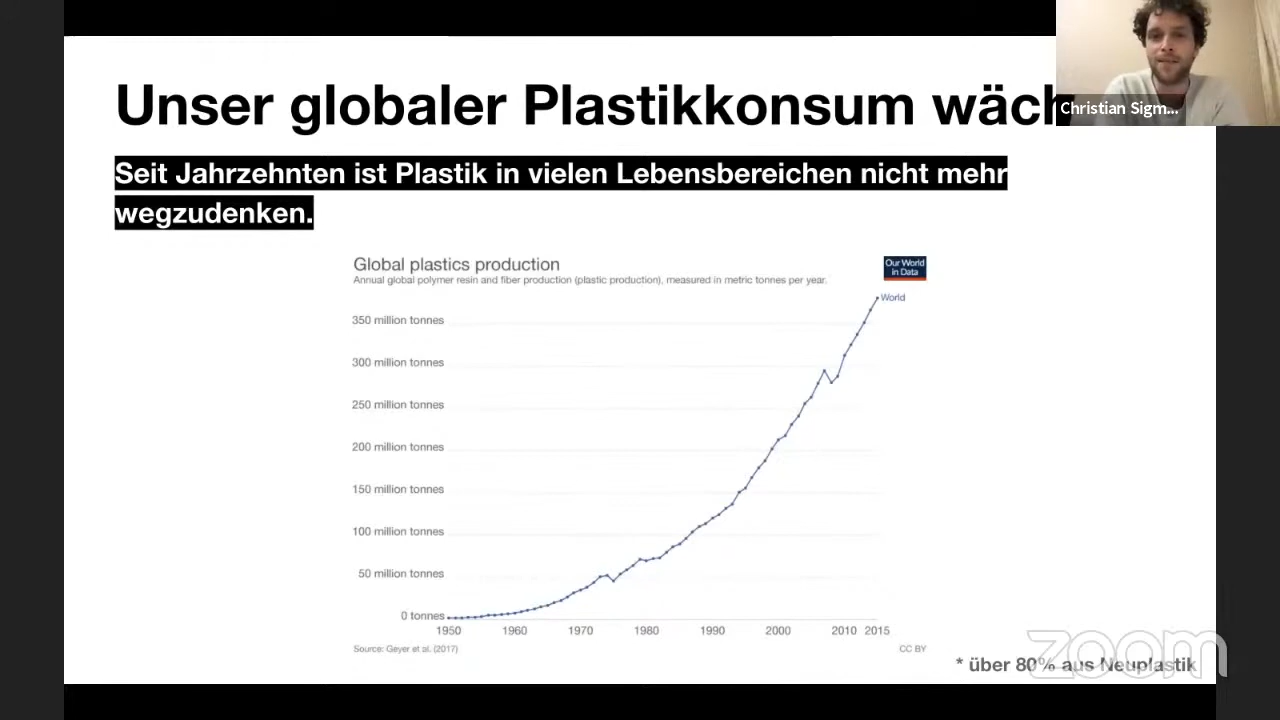 Unser globaler Plastikkonsum wäch
Christian Sigm...
Seit Jahrzehnten ist Plastik in vielen Lebensbereichen nicht mehr
wegzudenken.
Global plastics production
Annual global polymer resin and fiber production (plastic production), measured in metric tonnes per year.
Our World
in Data
World
350 million tonnes
300 million tonnes
250 million tonnes
200 million tonnes
150 million tonnes
100 million tonnes
50 million tonnes
0 tonnes
1950 1960 1970 1980 1990 2000 2010 2015
Source: Geyer et al. (2017)
CC BY
* über 80% aus Neuplastik
zoom